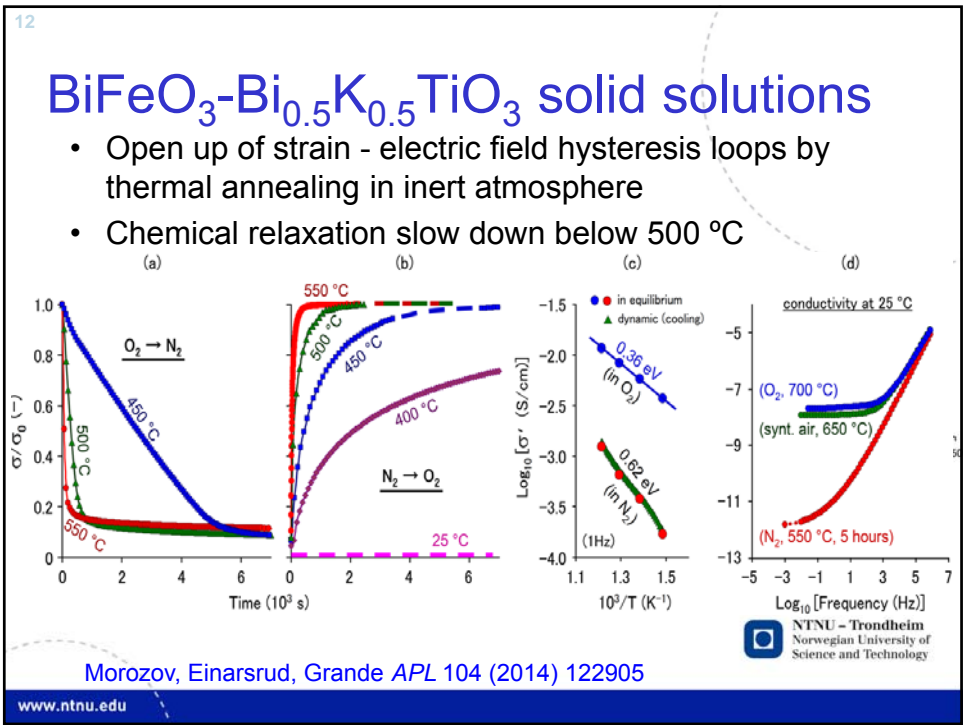 12
BiFeO₃-Bi₀.₅K₀.₅TiO₃ solid solutions
• Open up of strain - electric field hysteresis loops by
thermal annealing in inert atmosphere
• Chemical relaxation slow down below 500 ºC
(a)
σ/σ₀ (−)
1.0
0.8
0.6
0.4
0.2
0
O₂ → N₂
450 °C
500 °C
550 °C
0 2 4 6
(b)
550 °C
500 °C
450 °C
400 °C
N₂ → O₂
25 °C
0 2 4 6
Time (10³ s)
(c)
Log₁₀ [σ' (S/cm)]
−1.5
−2.0
−2.5
−3.0
−3.5
−4.0
in equilibrium
dynamic (cooling)
0.36 eV
(in O₂)
0.62 eV
(in N₂)
(1Hz)
1.1 1.3 1.5
10³/T (K⁻¹)
(d)
conductivity at 25 °C
−5
−7
−9
−11
−13
(O₂, 700 °C)
(synt. air, 650 °C)
(N₂, 550 °C, 5 hours)
−5 −3 −1 1 3 5 7
Log₁₀ [Frequency (Hz)]
NTNU – Trondheim
Norwegian University of
Science and Technology
Morozov, Einarsrud, Grande APL 104 (2014) 122905
www.ntnu.edu